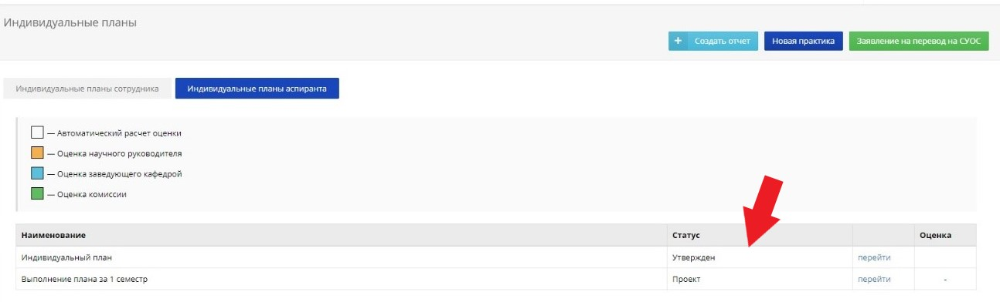 Индивидуальные планы
+ Создать отчет Новая практика Заявление на перевод на СУОС
Индивидуальные планы сотрудника Индивидуальные планы аспиранта
— Автоматический расчет оценки
— Оценка научного руководителя
— Оценка заведующего кафедрой
— Оценка комиссии
Наименование Статус Оценка
Индивидуальный план Утвержден перейти
Выполнение плана за 1 семестр Проект перейти -